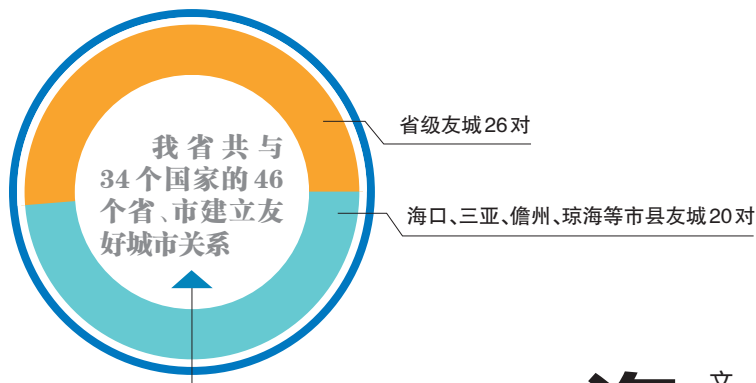 我省共与
34个国家的46
个省、市建立友
好城市关系
省级友城26对
海口、三亚、儋州、琼海等市县友城20对
文